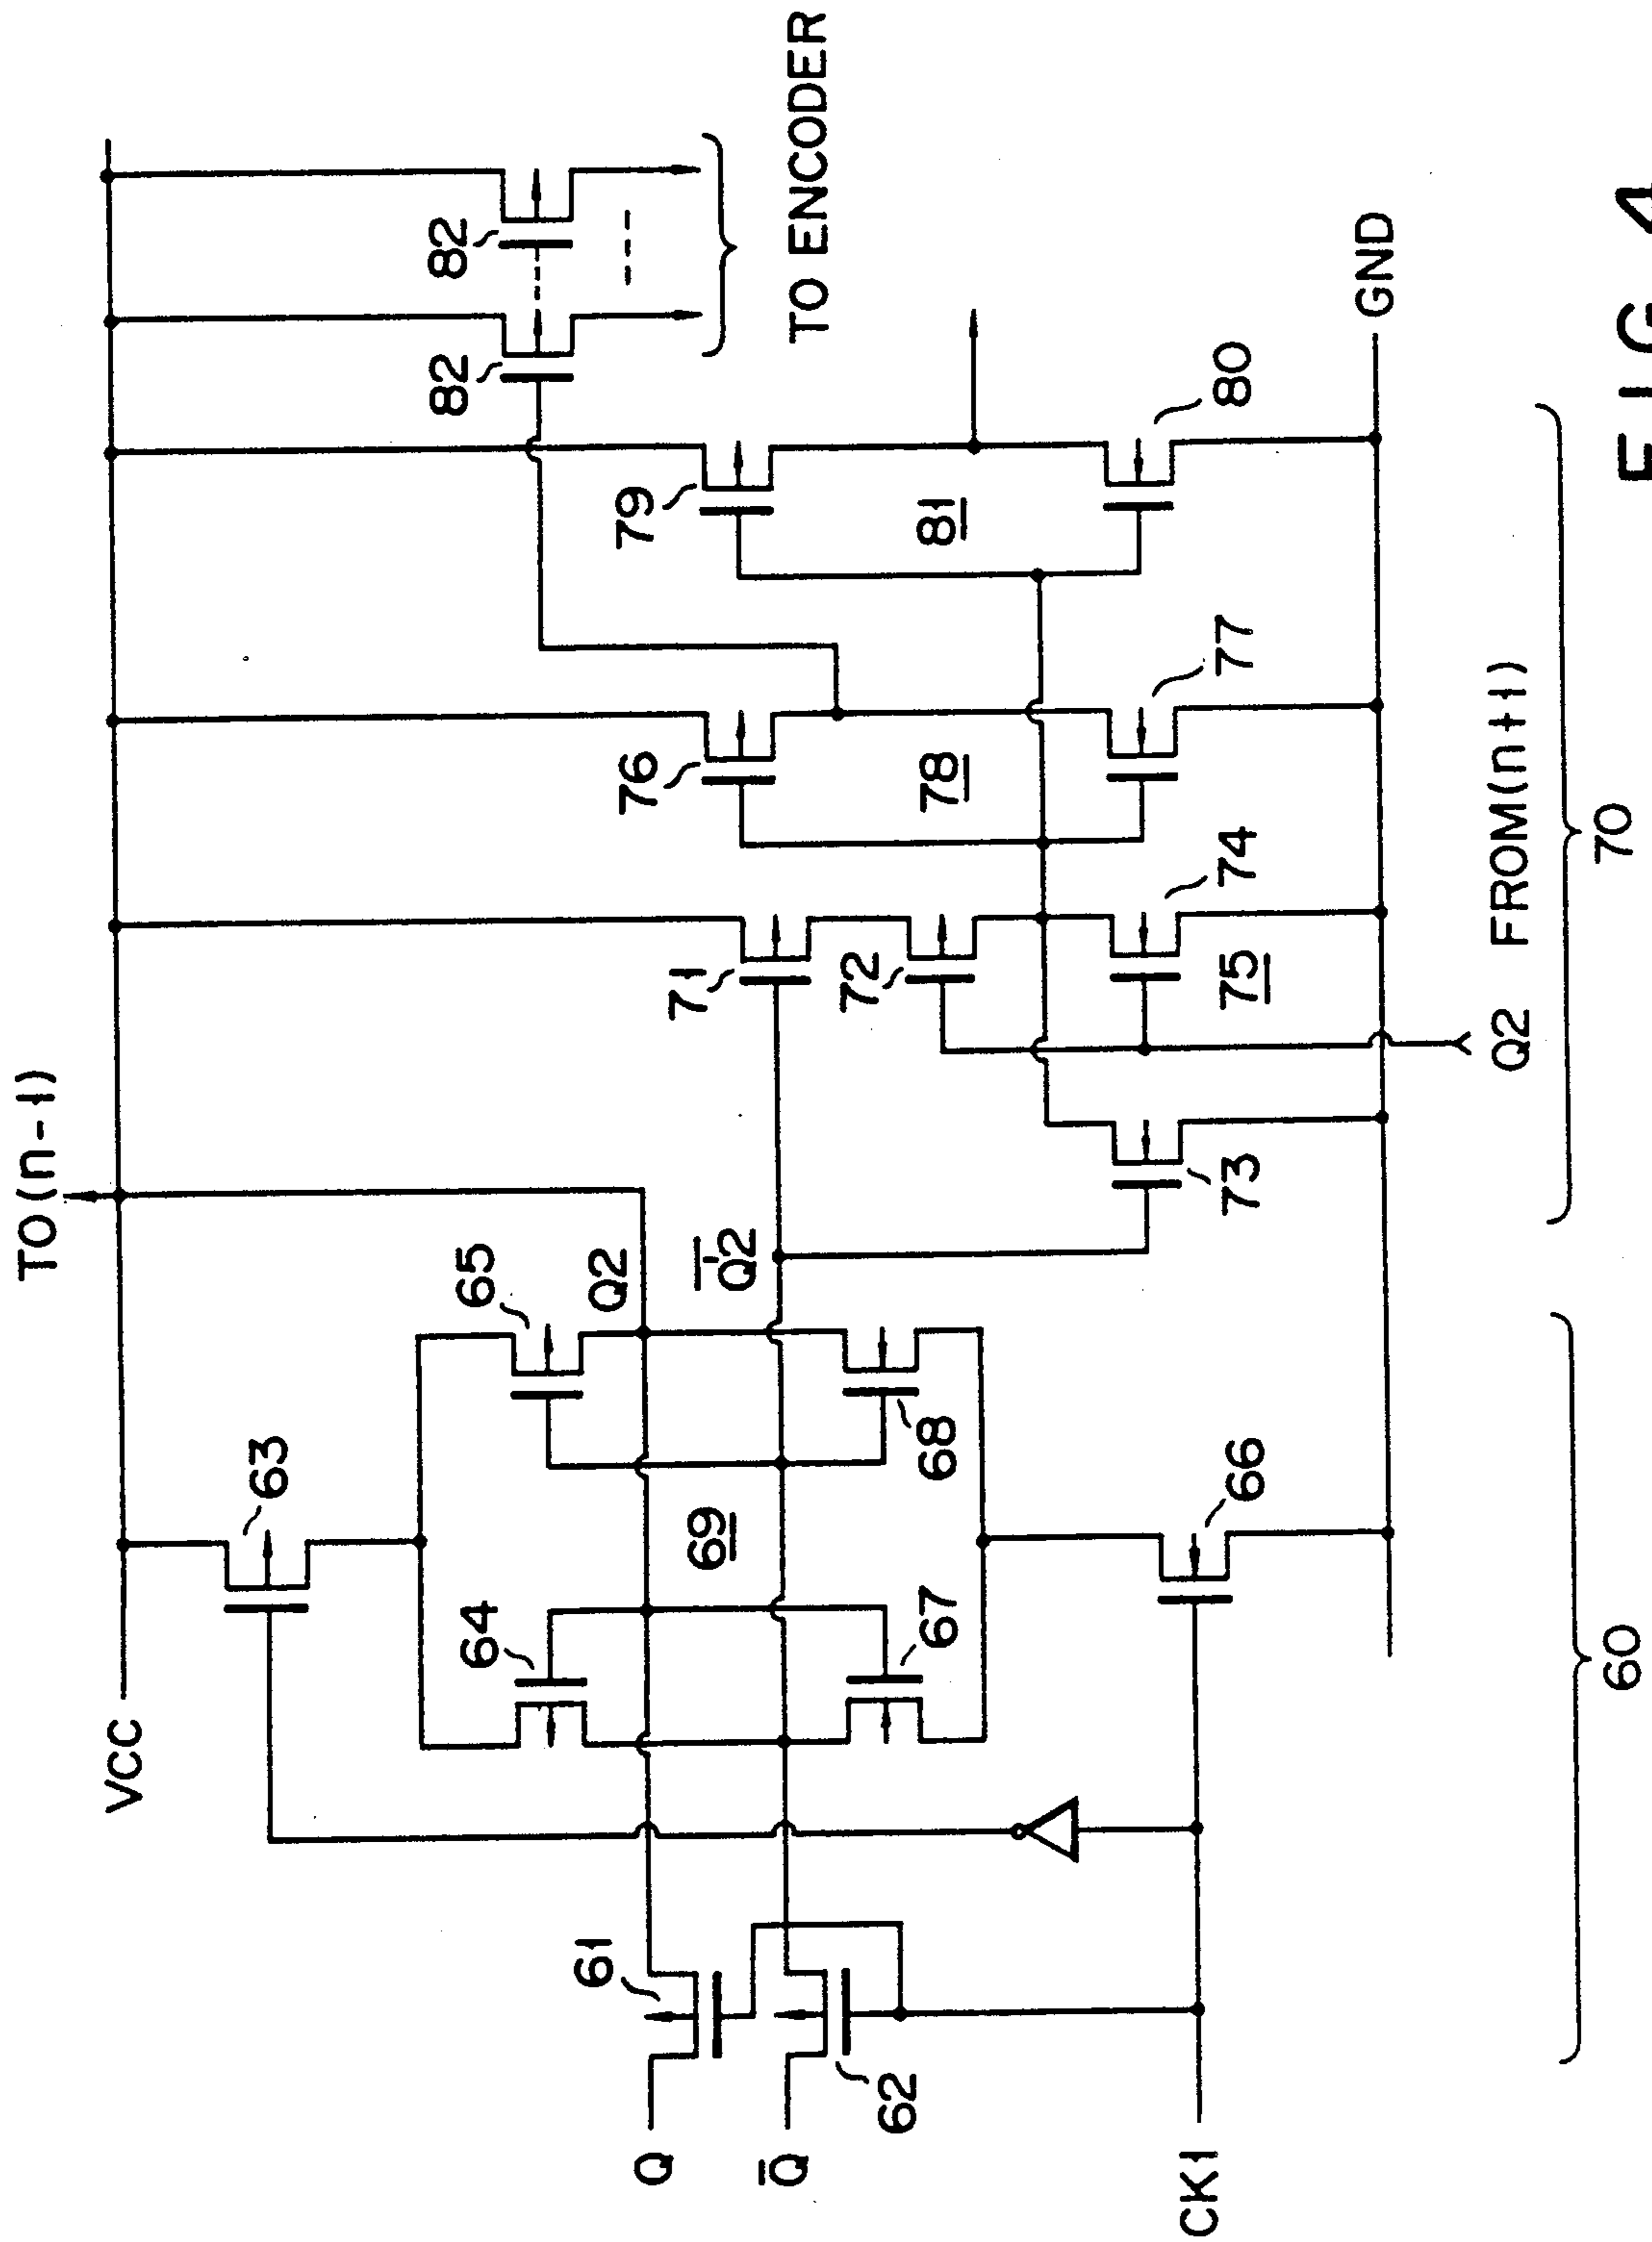 TO (n-1)
VCC
63
65
64
Q2
Q̅2̅
69
68
67
61
62
66
Q
Q̅
CK1
60
71
72
73
74
75
76
77
78
79
80
81
82
82
TO ENCODER
GND
Q2 FROM(n+1)
70
FIG. 4